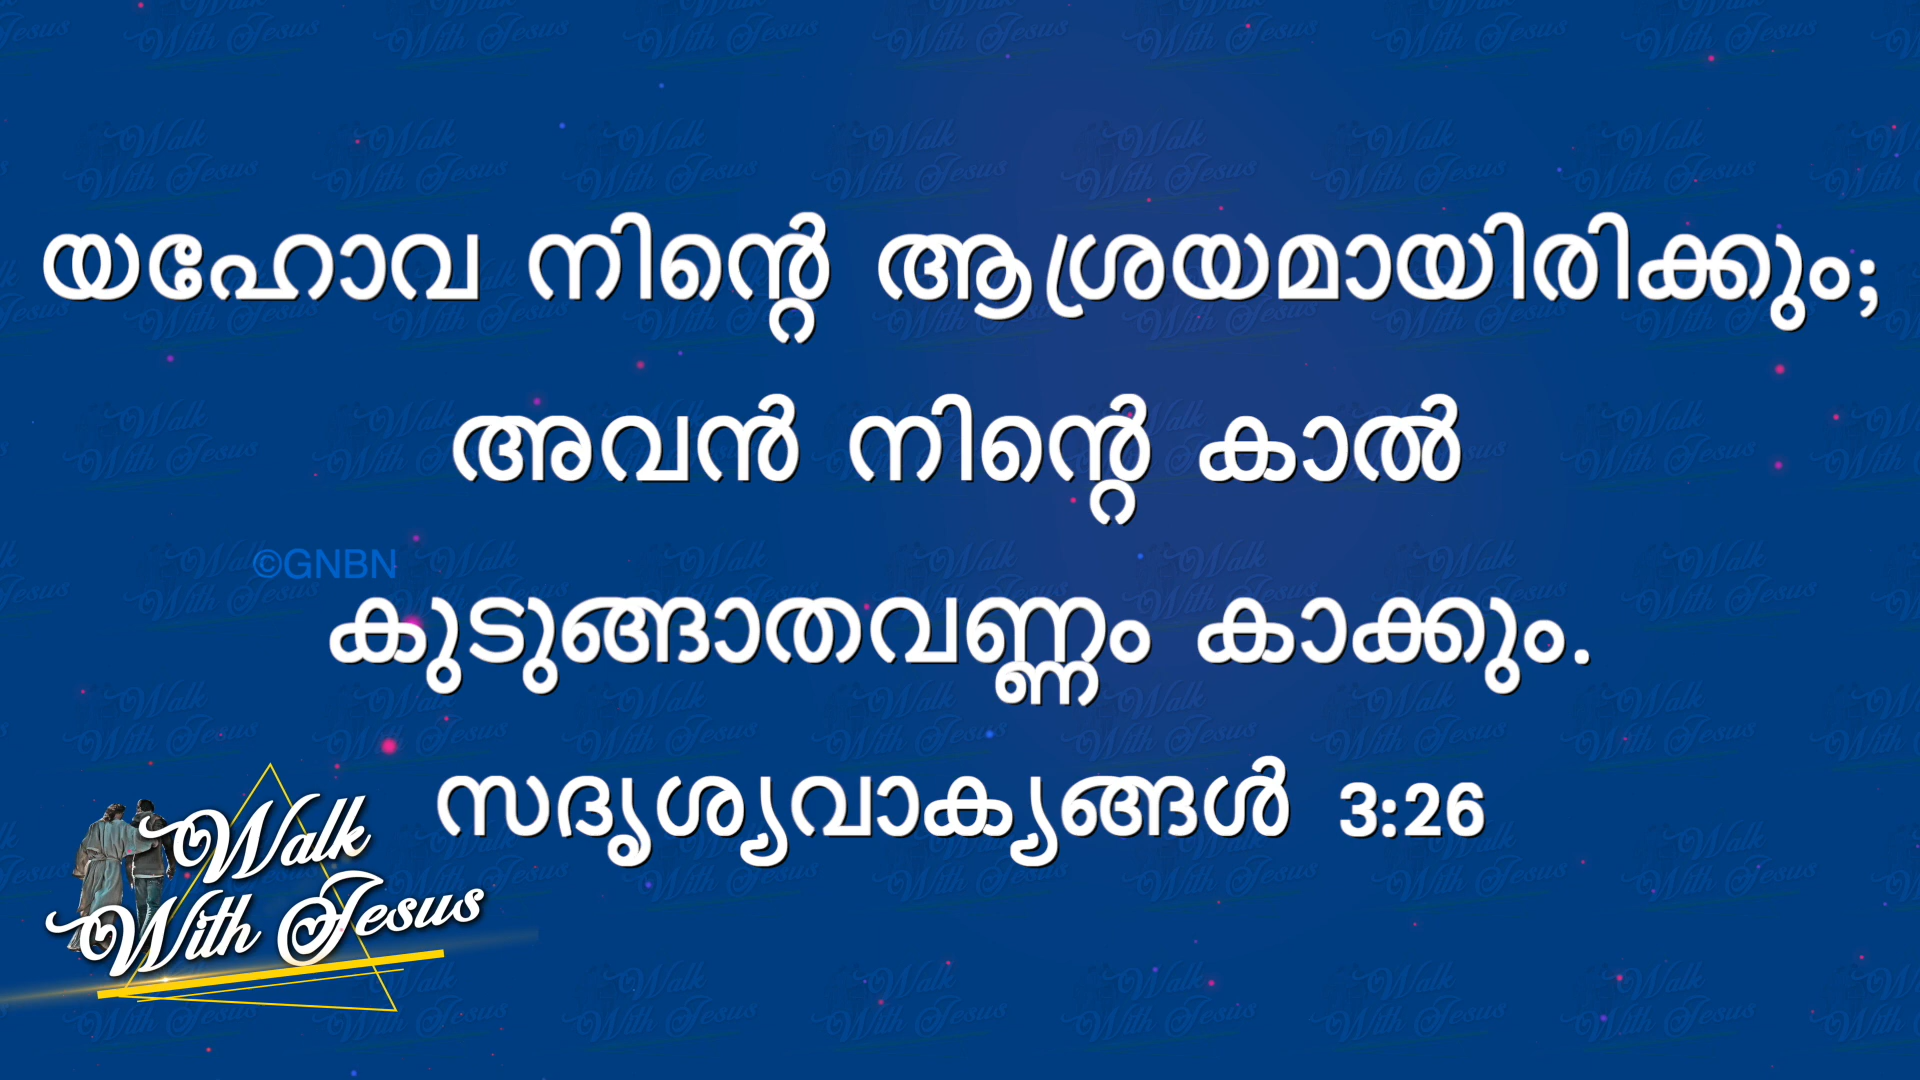 യഹോവ നിന്റെ ആശ്രയമായിരിക്കും;
അവൻ നിന്റെ കാൽ
©GNBN
കുടുങ്ങാതവണ്ണം കാക്കും.
സദൃശ്യവാക്യങ്ങൾ 3:26
Walk
With Jesus